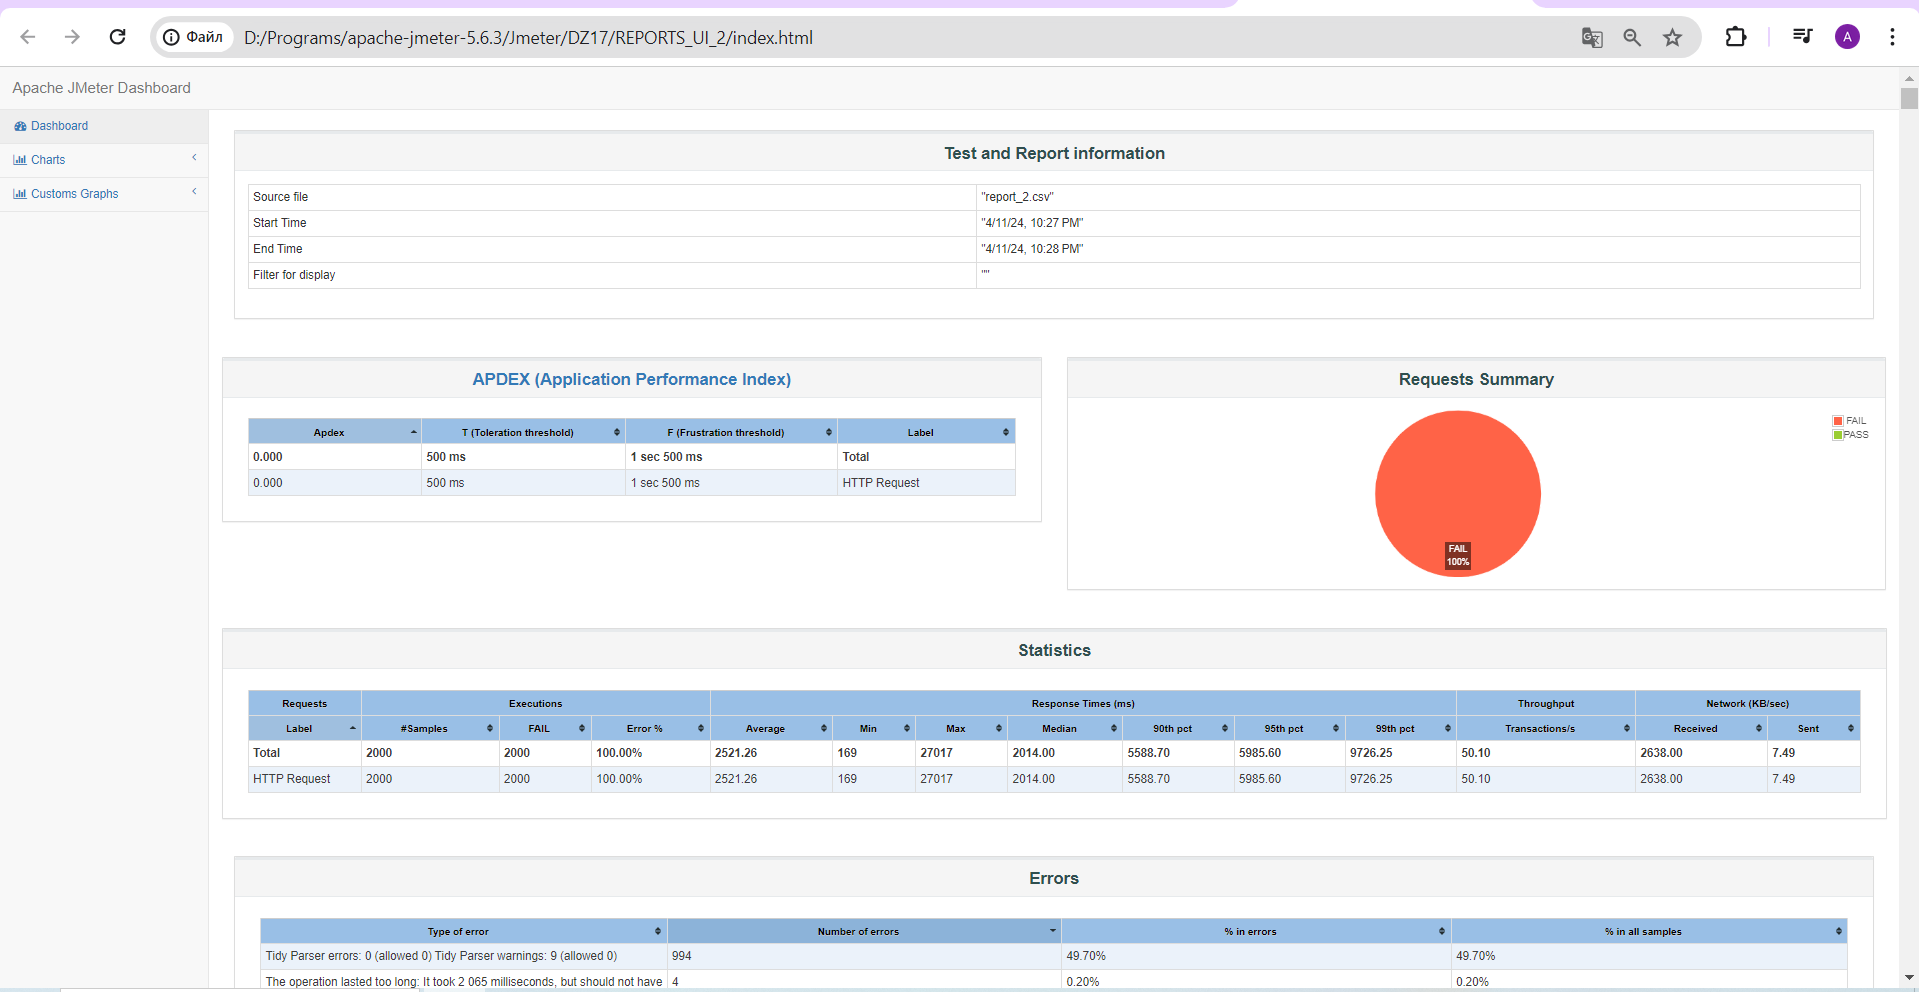 Файл D:/Programs/apache-jmeter-5.6.3/Jmeter/DZ17/REPORTS_UI_2/index.html A
Apache JMeter Dashboard
Dashboard
Charts
Customs Graphs
Test and Report information
Source file "report_2.csv"
Start Time "4/11/24, 10:27 PM"
End Time "4/11/24, 10:28 PM"
Filter for display ""
APDEX (Application Performance Index)
Apdex T (Toleration threshold) F (Frustration threshold) Label
0.000 500 ms 1 sec 500 ms Total
0.000 500 ms 1 sec 500 ms HTTP Request
Requests Summary
FAIL
PASS
FAIL
100%
Statistics
Requests Executions Response Times (ms) Throughput Network (KB/sec)
Label #Samples FAIL Error % Average Min Max Median 90th pct 95th pct 99th pct Transactions/s Received Sent
Total 2000 2000 100.00% 2521.26 169 27017 2014.00 5588.70 5985.60 9726.25 50.10 2638.00 7.49
HTTP Request 2000 2000 100.00% 2521.26 169 27017 2014.00 5588.70 5985.60 9726.25 50.10 2638.00 7.49
Errors
Type of error Number of errors % in errors % in all samples
Tidy Parser errors: 0 (allowed 0) Tidy Parser warnings: 9 (allowed 0) 994 49.70% 49.70%
The operation lasted too long: It took 2 065 milliseconds, but should not have 4 0.20% 0.20%